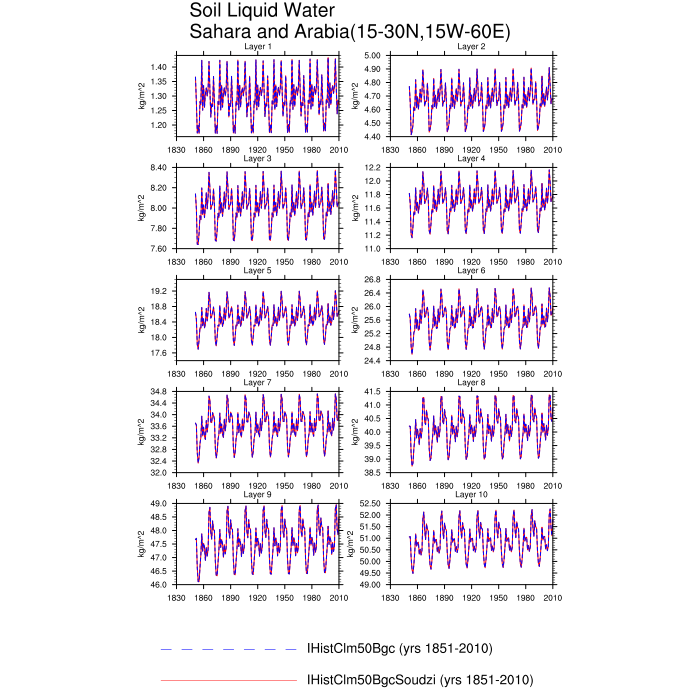 Soil Liquid Water
Sahara and Arabia(15-30N,15W-60E)
Layer 1
kg/m^2
1.40
1.35
1.30
1.25
1.20
1830 1860 1890 1920 1950 1980 2010
Layer 2
kg/m^2
5.00
4.90
4.80
4.70
4.60
4.50
4.40
1830 1860 1890 1920 1950 1980 2010
Layer 3
kg/m^2
8.40
8.20
8.00
7.80
7.60
1830 1860 1890 1920 1950 1980 2010
Layer 4
kg/m^2
12.2
12.0
11.8
11.6
11.4
11.2
11.0
1830 1860 1890 1920 1950 1980 2010
Layer 5
kg/m^2
19.2
18.8
18.4
18.0
17.6
1830 1860 1890 1920 1950 1980 2010
Layer 6
kg/m^2
26.8
26.4
26.0
25.6
25.2
24.8
24.4
1830 1860 1890 1920 1950 1980 2010
Layer 7
kg/m^2
34.8
34.4
34.0
33.6
33.2
32.8
32.4
32.0
1830 1860 1890 1920 1950 1980 2010
Layer 8
kg/m^2
41.5
41.0
40.5
40.0
39.5
39.0
38.5
1830 1860 1890 1920 1950 1980 2010
Layer 9
kg/m^2
49.0
48.5
48.0
47.5
47.0
46.5
46.0
1830 1860 1890 1920 1950 1980 2010
Layer 10
kg/m^2
52.50
52.00
51.50
51.00
50.50
50.00
49.50
49.00
1830 1860 1890 1920 1950 1980 2010
IHistClm50Bgc (yrs 1851-2010)
IHistClm50BgcSoudzi (yrs 1851-2010)